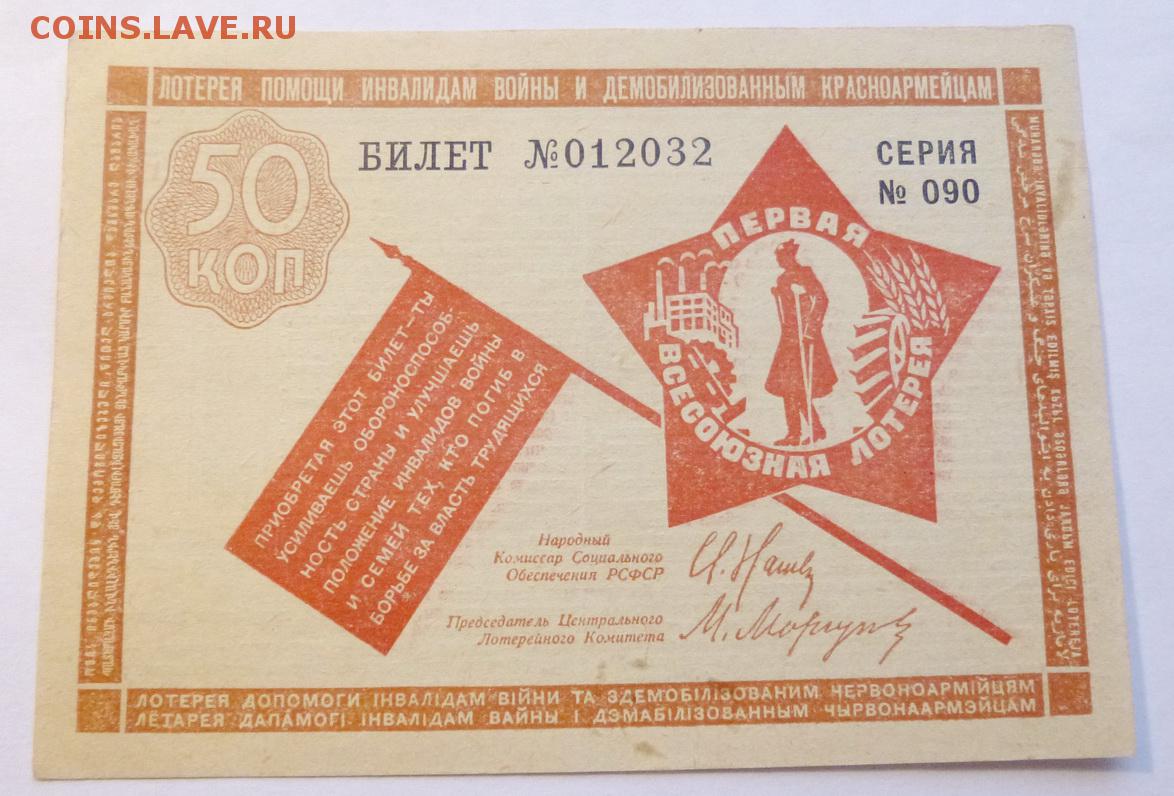 COINS.LAVE.RU
ЛОТЕРЕЯ ПОМОЩИ ИНВАЛИДАМ ВОЙНЫ И ДЕМОБИЛИЗОВАННЫМ КРАСНОАРМЕЙЦАМ
50
КОП
БИЛЕТ №012032
СЕРИЯ
№ 090
ПЕРВАЯ
ВСЕСОЮЗНАЯ ЛОТЕРЕЯ
ПРИОБРЕТАЯ ЭТОТ БИЛЕТ—ТЫ
УСИЛИВАЕШЬ ОБОРОНОСПОСОБ-
НОСТЬ СТРАНЫ И УЛУЧШАЕШЬ
ПОЛОЖЕНИЕ ИНВАЛИДОВ ВОЙНЫ
И СЕМЕЙ ТЕХ, КТО ПОГИБ В
БОРЬБЕ ЗА ВЛАСТЬ ТРУДЯЩИХСЯ
Народный
Комиссар Социального
Обеспечения РСФСР
Председатель Центрального
Лотерейного Комитета
ЛОТЕРЕЯ ДОПОМОГИ ІНВАЛІДАМ ВІЙНИ ТА ЗДЕМОБІЛІЗОВАНИМ ЧЕРВОНОАРМІЙЦЯМ
ЛЁТАРЕЯ ДАПАМОГІ ІНВАЛІДАМ ВАЙНЫ І ДЭМАБІЛІЗОВАННЫМ ЧЫРВОНААРМЭЙЦАМ